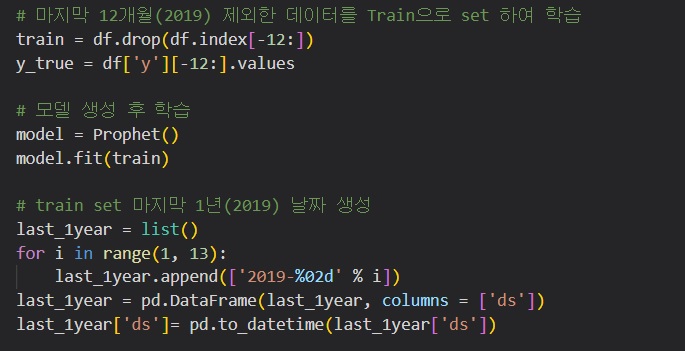 # 마지막 12개월(2019) 제외한 데이터를 Train으로 set 하여 학습
train = df.drop(df.index[-12:])
y_true = df['y'][-12:].values
# 모델 생성 후 학습
model = Prophet()
model.fit(train)
# train set 마지막 1년(2019) 날짜 생성
last_1year = list()
for i in range(1, 13):
    last_1year.append(['2019-%02d' % i])
last_1year = pd.DataFrame(last_1year, columns = ['ds'])
last_1year['ds']= pd.to_datetime(last_1year['ds'])